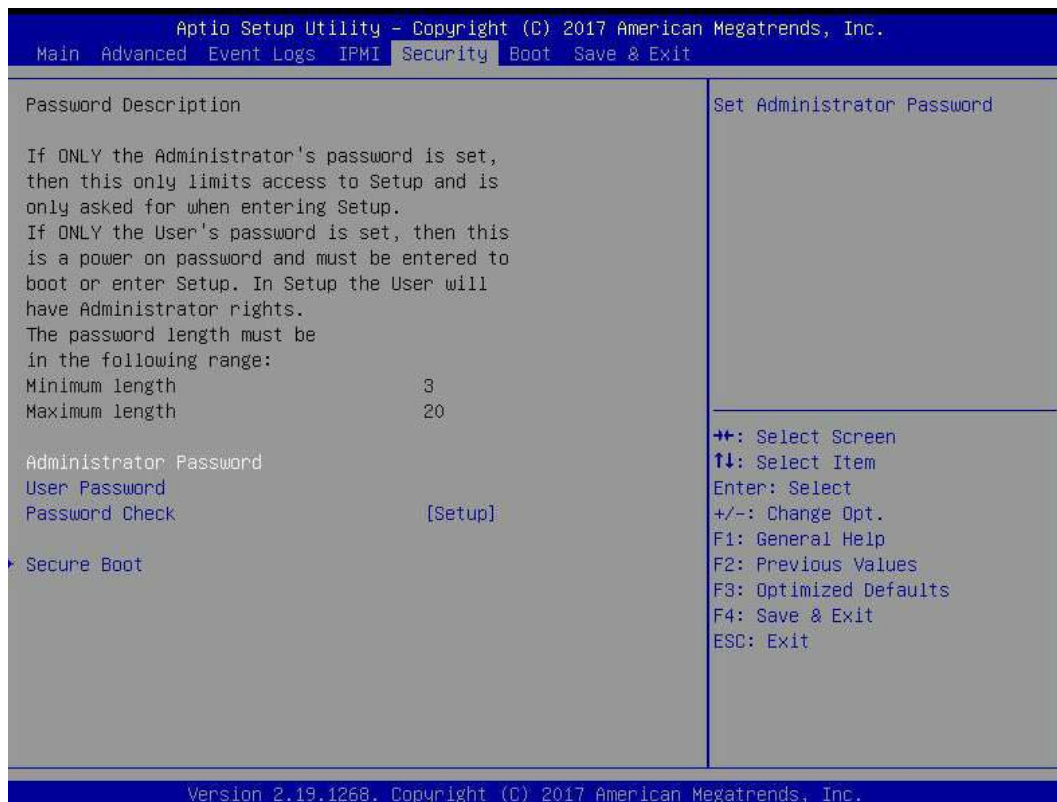 Aptio Setup Utility – Copyright (C) 2017 American Megatrends, Inc.
Main Advanced Event Logs IPMI Security Boot Save & Exit
Password Description
If ONLY the Administrator's password is set,
then this only limits access to Setup and is
only asked for when entering Setup.
If ONLY the User's password is set, then this
is a power on password and must be entered to
boot or enter Setup. In Setup the User will
have Administrator rights.
The password length must be
in the following range:
Minimum length 3
Maximum length 20
Administrator Password
User Password
Password Check [Setup]
Secure Boot
Set Administrator Password
→←: Select Screen
↑↓: Select Item
Enter: Select
+/-: Change Opt.
F1: General Help
F2: Previous Values
F3: Optimized Defaults
F4: Save & Exit
ESC: Exit
Version 2.19.1268. Copyright (C) 2017 American Megatrends, Inc.